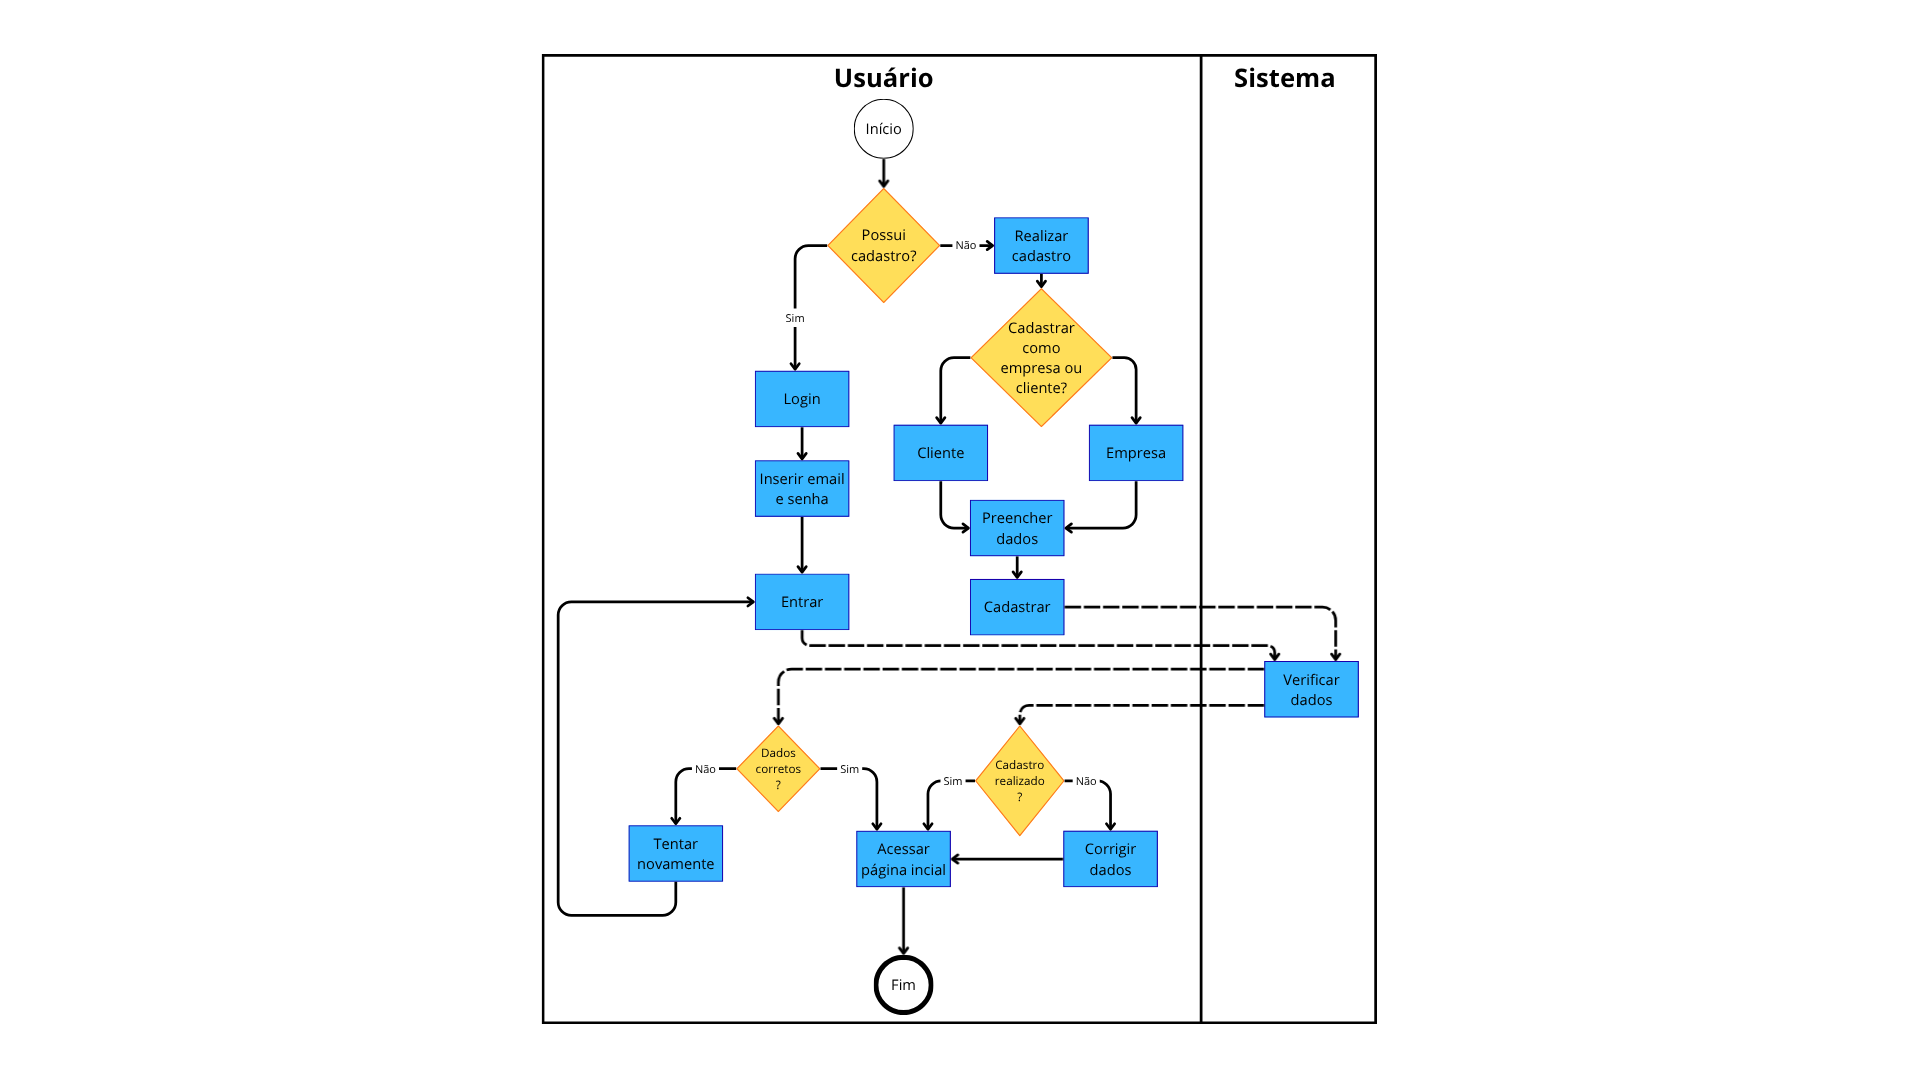 Usuário
Sistema
Início
Possui
cadastro?
Não
Realizar
cadastro
Sim
Cadastrar
como
empresa ou
cliente?
Login
Cliente
Empresa
Inserir email
e senha
Preencher
dados
Entrar
Cadastrar
Verificar
dados
Dados
corretos
?
Não
Sim
Cadastro
realizado
?
Sim
Não
Tentar
novamente
Acessar
página incial
Corrigir
dados
Fim